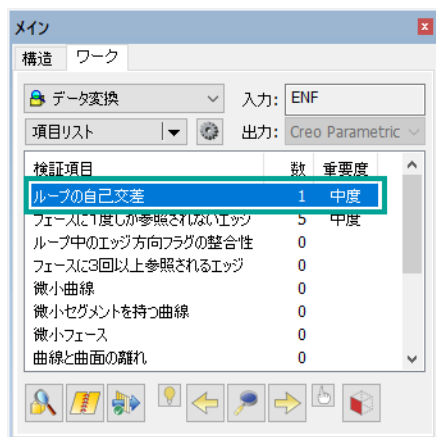 メイン
構造 ワーク
データ変換 入力: ENF
項目リスト 出力: Creo Parametric
検証項目 数 重要度
ループの自己交差 1 中度
フェースに1度しか参照されないエッジ 5 中度
ループ中のエッジ方向フラグの整合性 0
フェースに3回以上参照されるエッジ 0
微小曲線 0
微小セグメントを持つ曲線 0
微小フェース 0
曲線と曲面の離れ 0